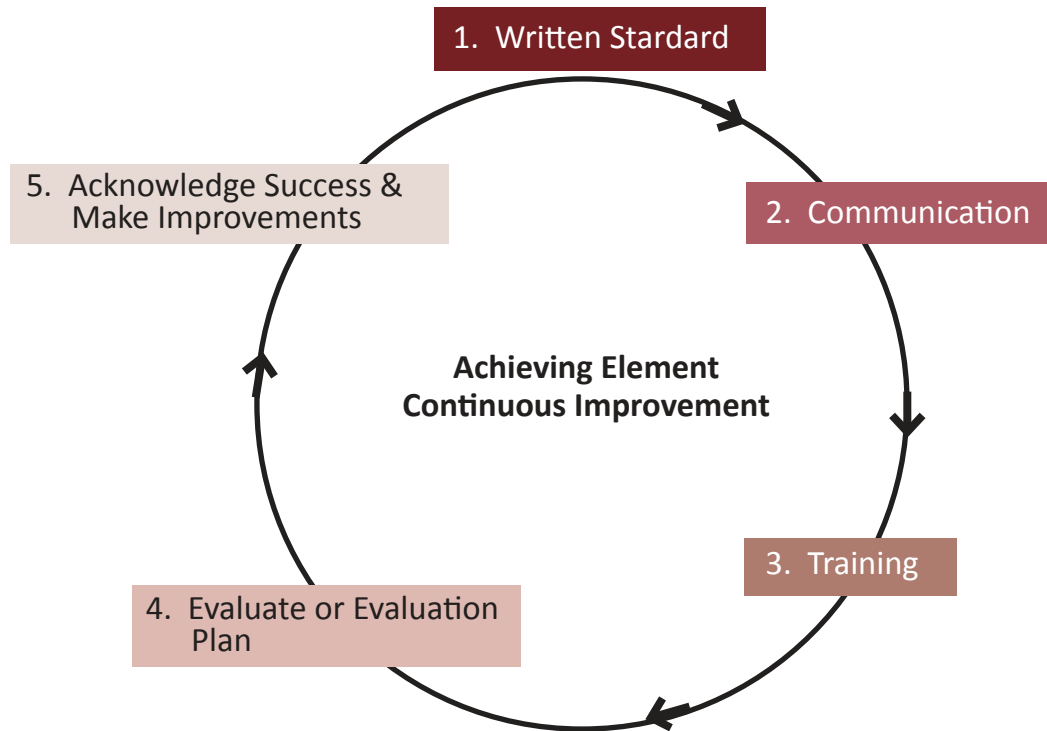 1. Written Stardard
2. Communication
5. Acknowledge Success &
Make Improvements
Achieving Element
Continuous Improvement
3. Training
4. Evaluate or Evaluation
Plan